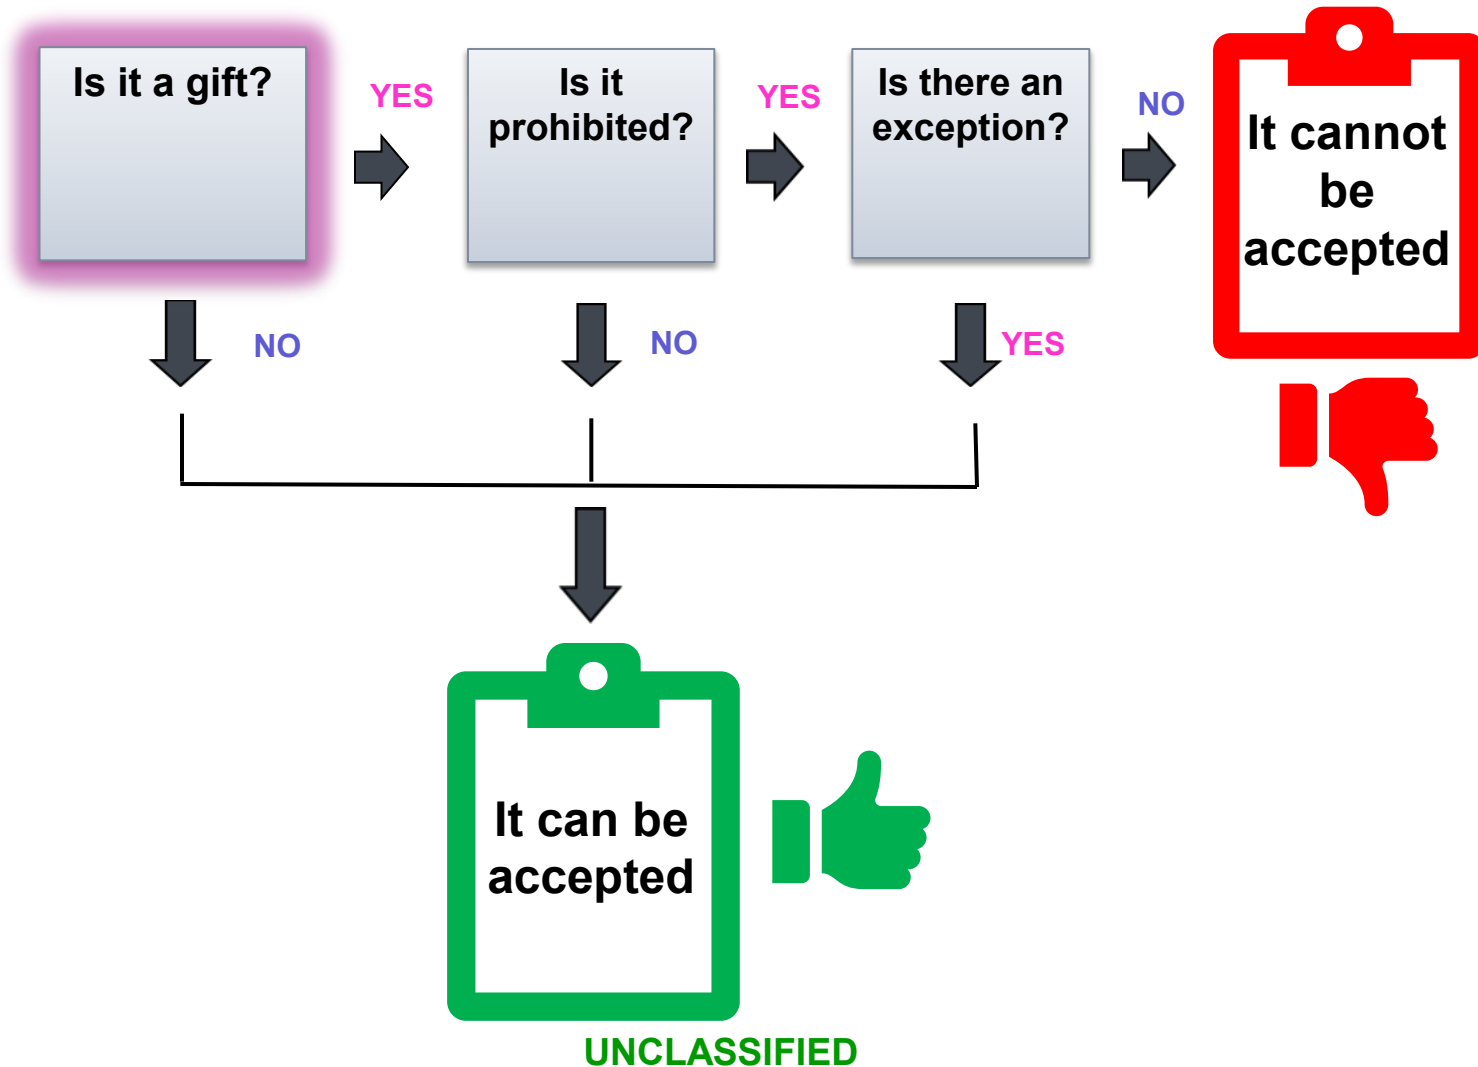 Is it a gift?
YES
Is it
prohibited?
YES
Is there an
exception?
NO
It cannot
be
accepted
NO
NO
YES
It can be
accepted
UNCLASSIFIED